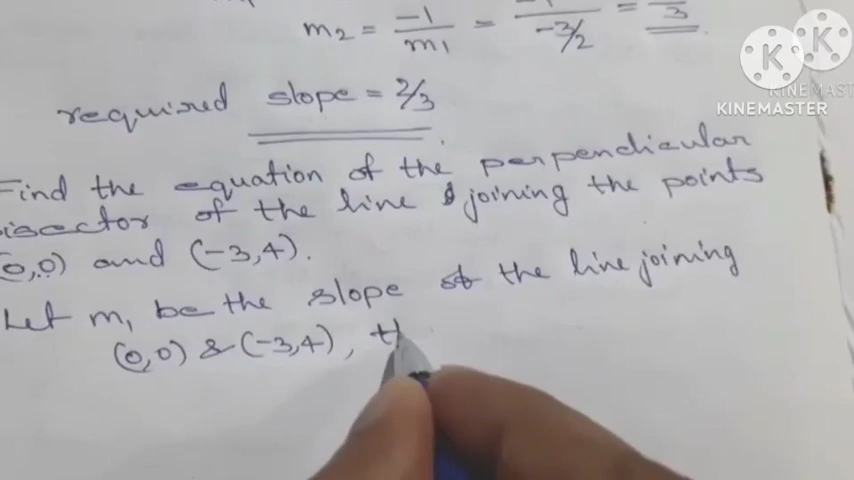 m₂ = -1/m₁ = -1/(-3/2) = /3
required slope = 2/3
Find the equation of the perpendicular
isector of the line joining the points
(0,0) and (-3,4).
Let m₁ be the slope of the line joining
(0,0) & (-3,4), th
KINEMASTER
KINEMAST